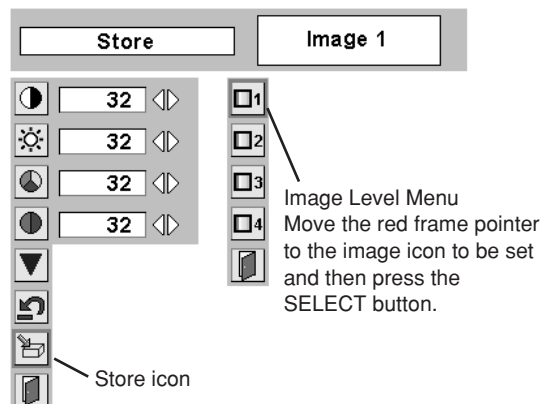 Store
Image 1
32
1
32
2
32
3
32
4
Image Level Menu
Move the red frame pointer
to the image icon to be set
and then press the
SELECT button.
Store icon